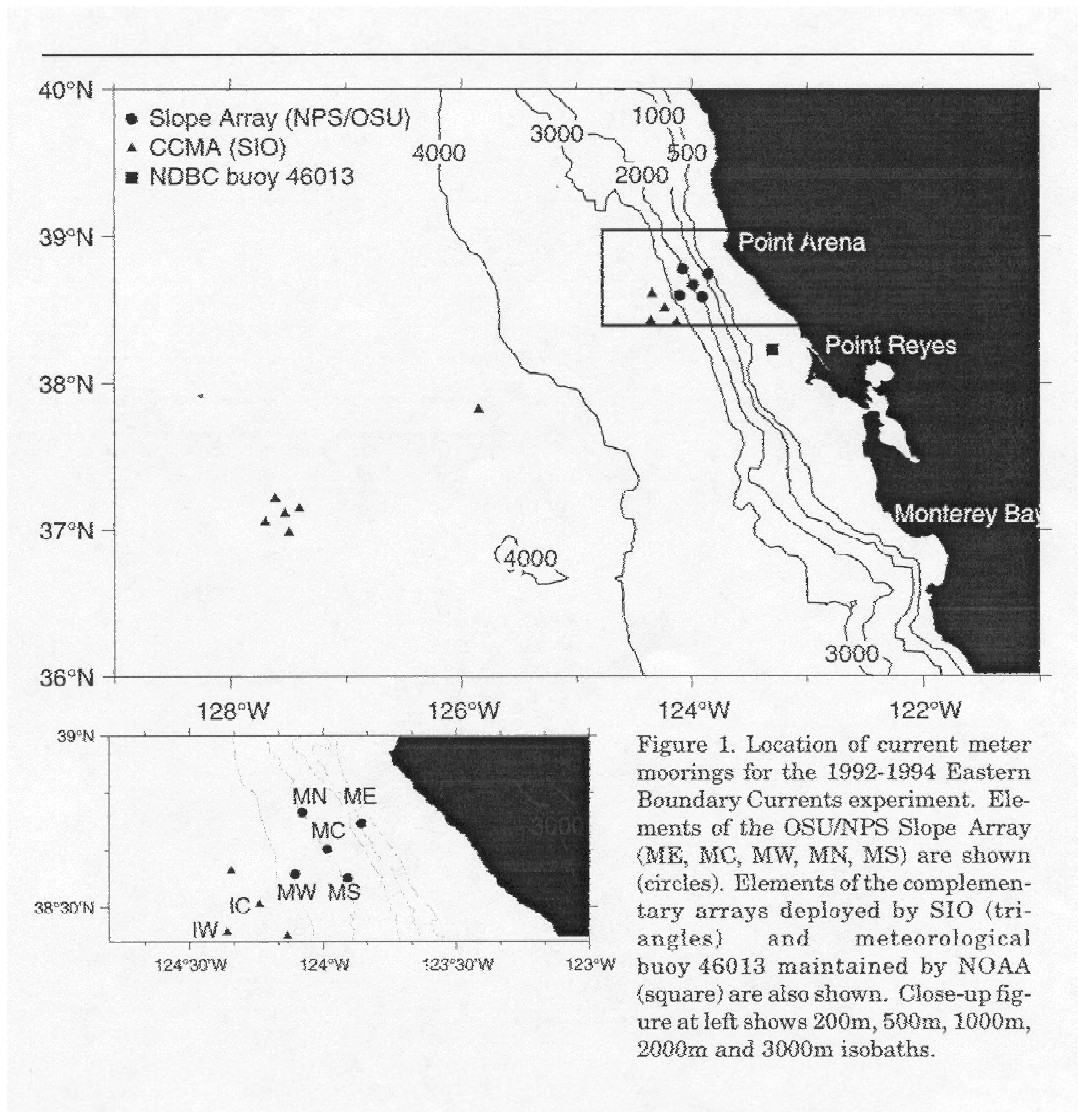 40°N
Slope Array (NPS/OSU)
CCMA (SIO)
NDBC buoy 46013
4000
3000
1000
500
2000
39°N
Point Arena
Point Reyes
38°N
37°N
Monterey Bay
4000
3000
36°N
128°W
126°W
124°W
122°W
39°N
MN
ME
MC
MW
MS
IC
IW
38°30'N
124°30'W
124°W
123°30'W
123°W
Figure 1. Location of current meter
moorings for the 1992-1994 Eastern
Boundary Currents experiment. Ele-
ments of the OSU/NPS Slope Array
(ME, MC, MW, MN, MS) are shown
(circles). Elements of the complemen-
tary arrays deployed by SIO (tri-
angles) and meteorological
buoy 46013 maintained by NOAA
(square) are also shown. Close-up fig-
ure at left shows 200m, 500m, 1000m,
2000m and 3000m isobaths.